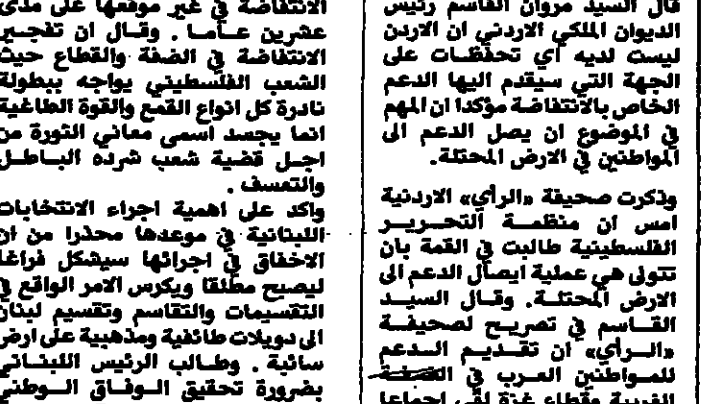 قال السيد مروان القاسم رئيس
الديوان الملكي الاردني ان الاردن
ليست لديه أي تحفظات على
الجهة التي سيقدم اليها الدعم
الخاص بالانتفاضة مؤكدا ان المهم
في الموضوع ان يصل الدعم الى
المواطنين في الارض المحتلة.
وذكرت صحيفة «الرأي» الاردنية
امس ان منظمة التحرير
الفلسطينية طالبت في القمة بان
تتولى هي عملية ايصال الدعم الى
الارض المحتلة. وقال السيد
القاسم في تصريح لصحيفة
«الرأي» ان تقديم الدعم
للمواطنين العرب في الضفة
الغربية وقطاع غزة لقي اجماعا
الانتفاضة في غير موقعها على مدى
عشرين عاما . وقال ان تفجير
الانتفاضة في الضفة والقطاع حيث
الشعب الفلسطيني يواجه ببطولة
نادرة كل انواع القمع والقوة الطاغية
انما يجسد اسمى معاني الثورة من
اجل قضية شعب شرده الباطل
والتعسف .
واكد على اهمية اجراء الانتخابات
اللبنانية في موعدها محذرا من ان
الاخفاق في اجرائها سيشكل فراغا
ليصبح مطلقا ويكرس الامر الواقع في
التقسيمات والتقاسم وتقسيم لبنان
الى دويلات طائفية ومذهبية على ارض
سائبة . وطالب الرئيس اللبناني
بضرورة تحقيق الوفاق الوطني